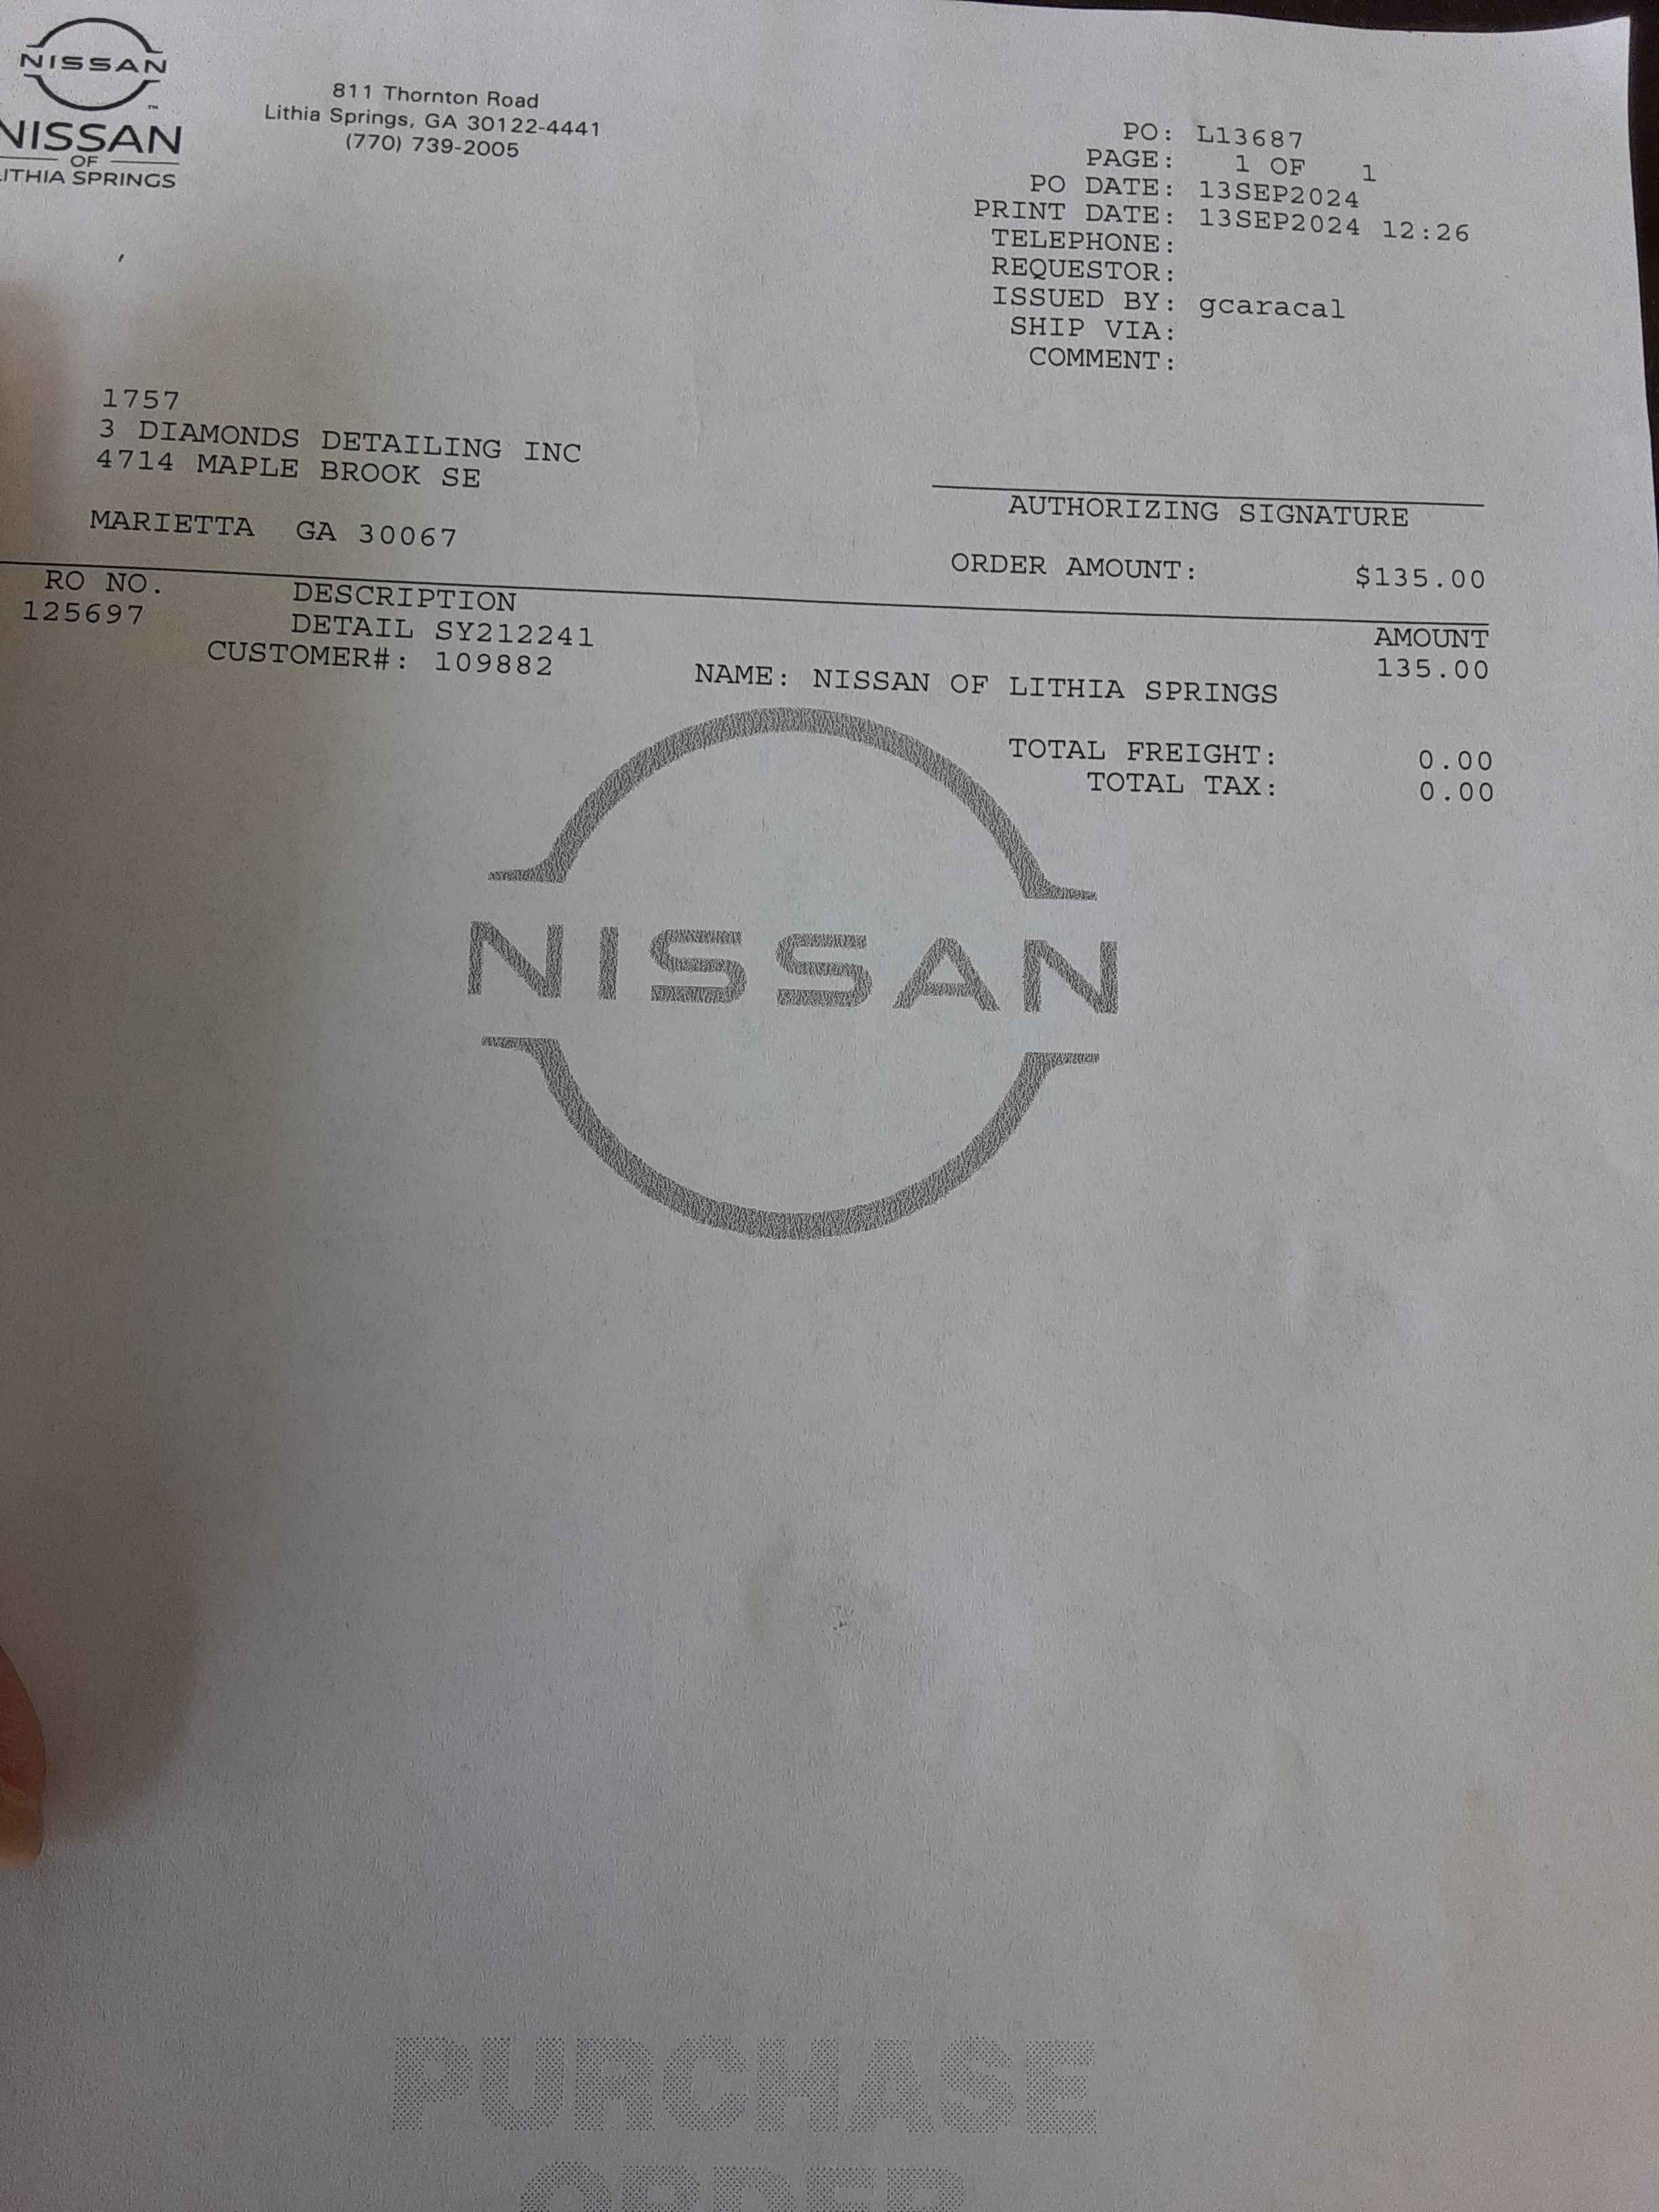 NISSAN
NISSAN
OF
LITHIA SPRINGS
811 Thornton Road
Lithia Springs, GA 30122-4441
(770) 739-2005
PO: L13687
PAGE: 1 OF 1
PO DATE: 13SEP2024
PRINT DATE: 13SEP2024 12:26
TELEPHONE:
REQUESTOR:
ISSUED BY: gcaracal
SHIP VIA:
COMMENT:
1757
3 DIAMONDS DETAILING INC
4714 MAPLE BROOK SE
MARIETTA GA 30067
AUTHORIZING SIGNATURE
ORDER AMOUNT: $135.00
RO NO. DESCRIPTION AMOUNT
125697 DETAIL SY212241 135.00
CUSTOMER#: 109882 NAME: NISSAN OF LITHIA SPRINGS
TOTAL FREIGHT: 0.00
TOTAL TAX: 0.00
NISSAN
PURCHASE
ORDER